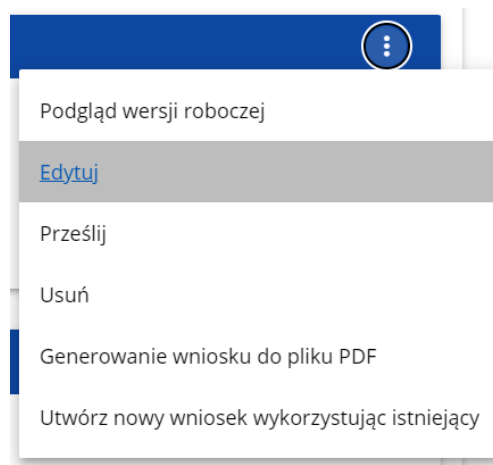 Podgląd wersji roboczej
Edytuj
Prześlij
Usuń
Generowanie wniosku do pliku PDF
Utwórz nowy wniosek wykorzystując istniejący